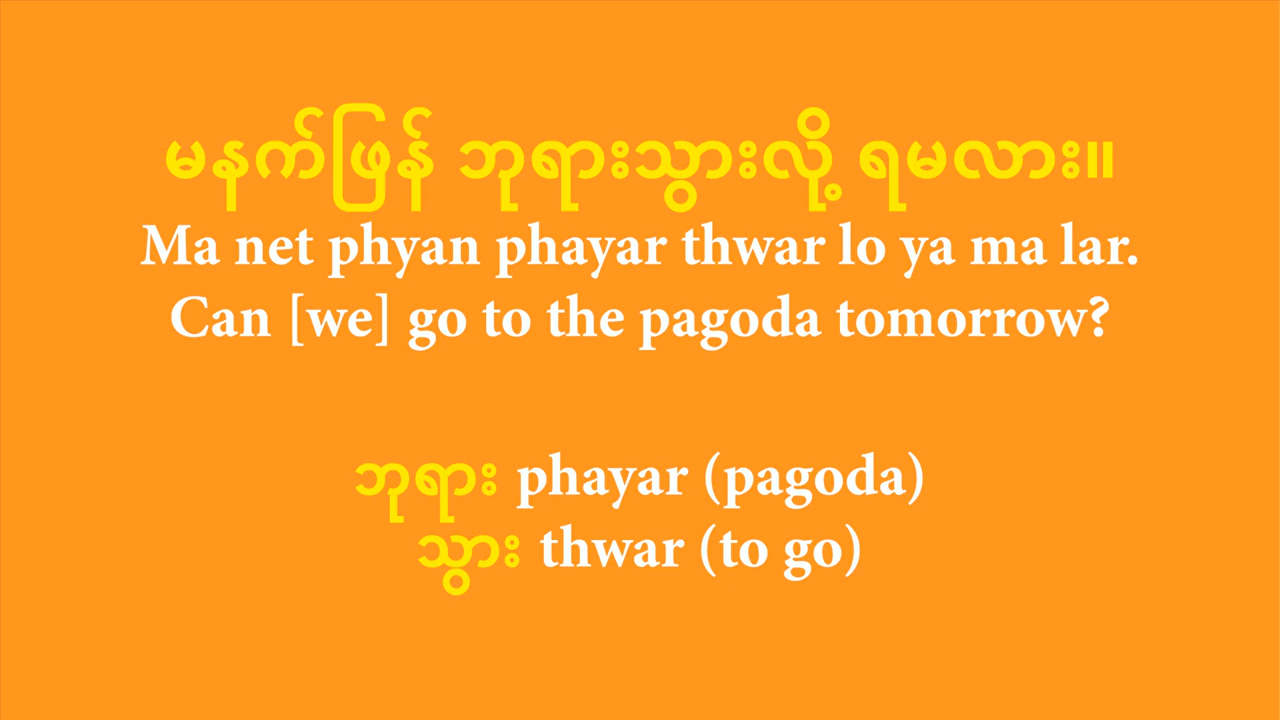 မနက်ဖြန် ဘုရားသွားလို့ ရမလား။
Ma net phyan phayar thwar lo ya ma lar.
Can [we] go to the pagoda tomorrow?
ဘုရား phayar (pagoda)
သွား thwar (to go)